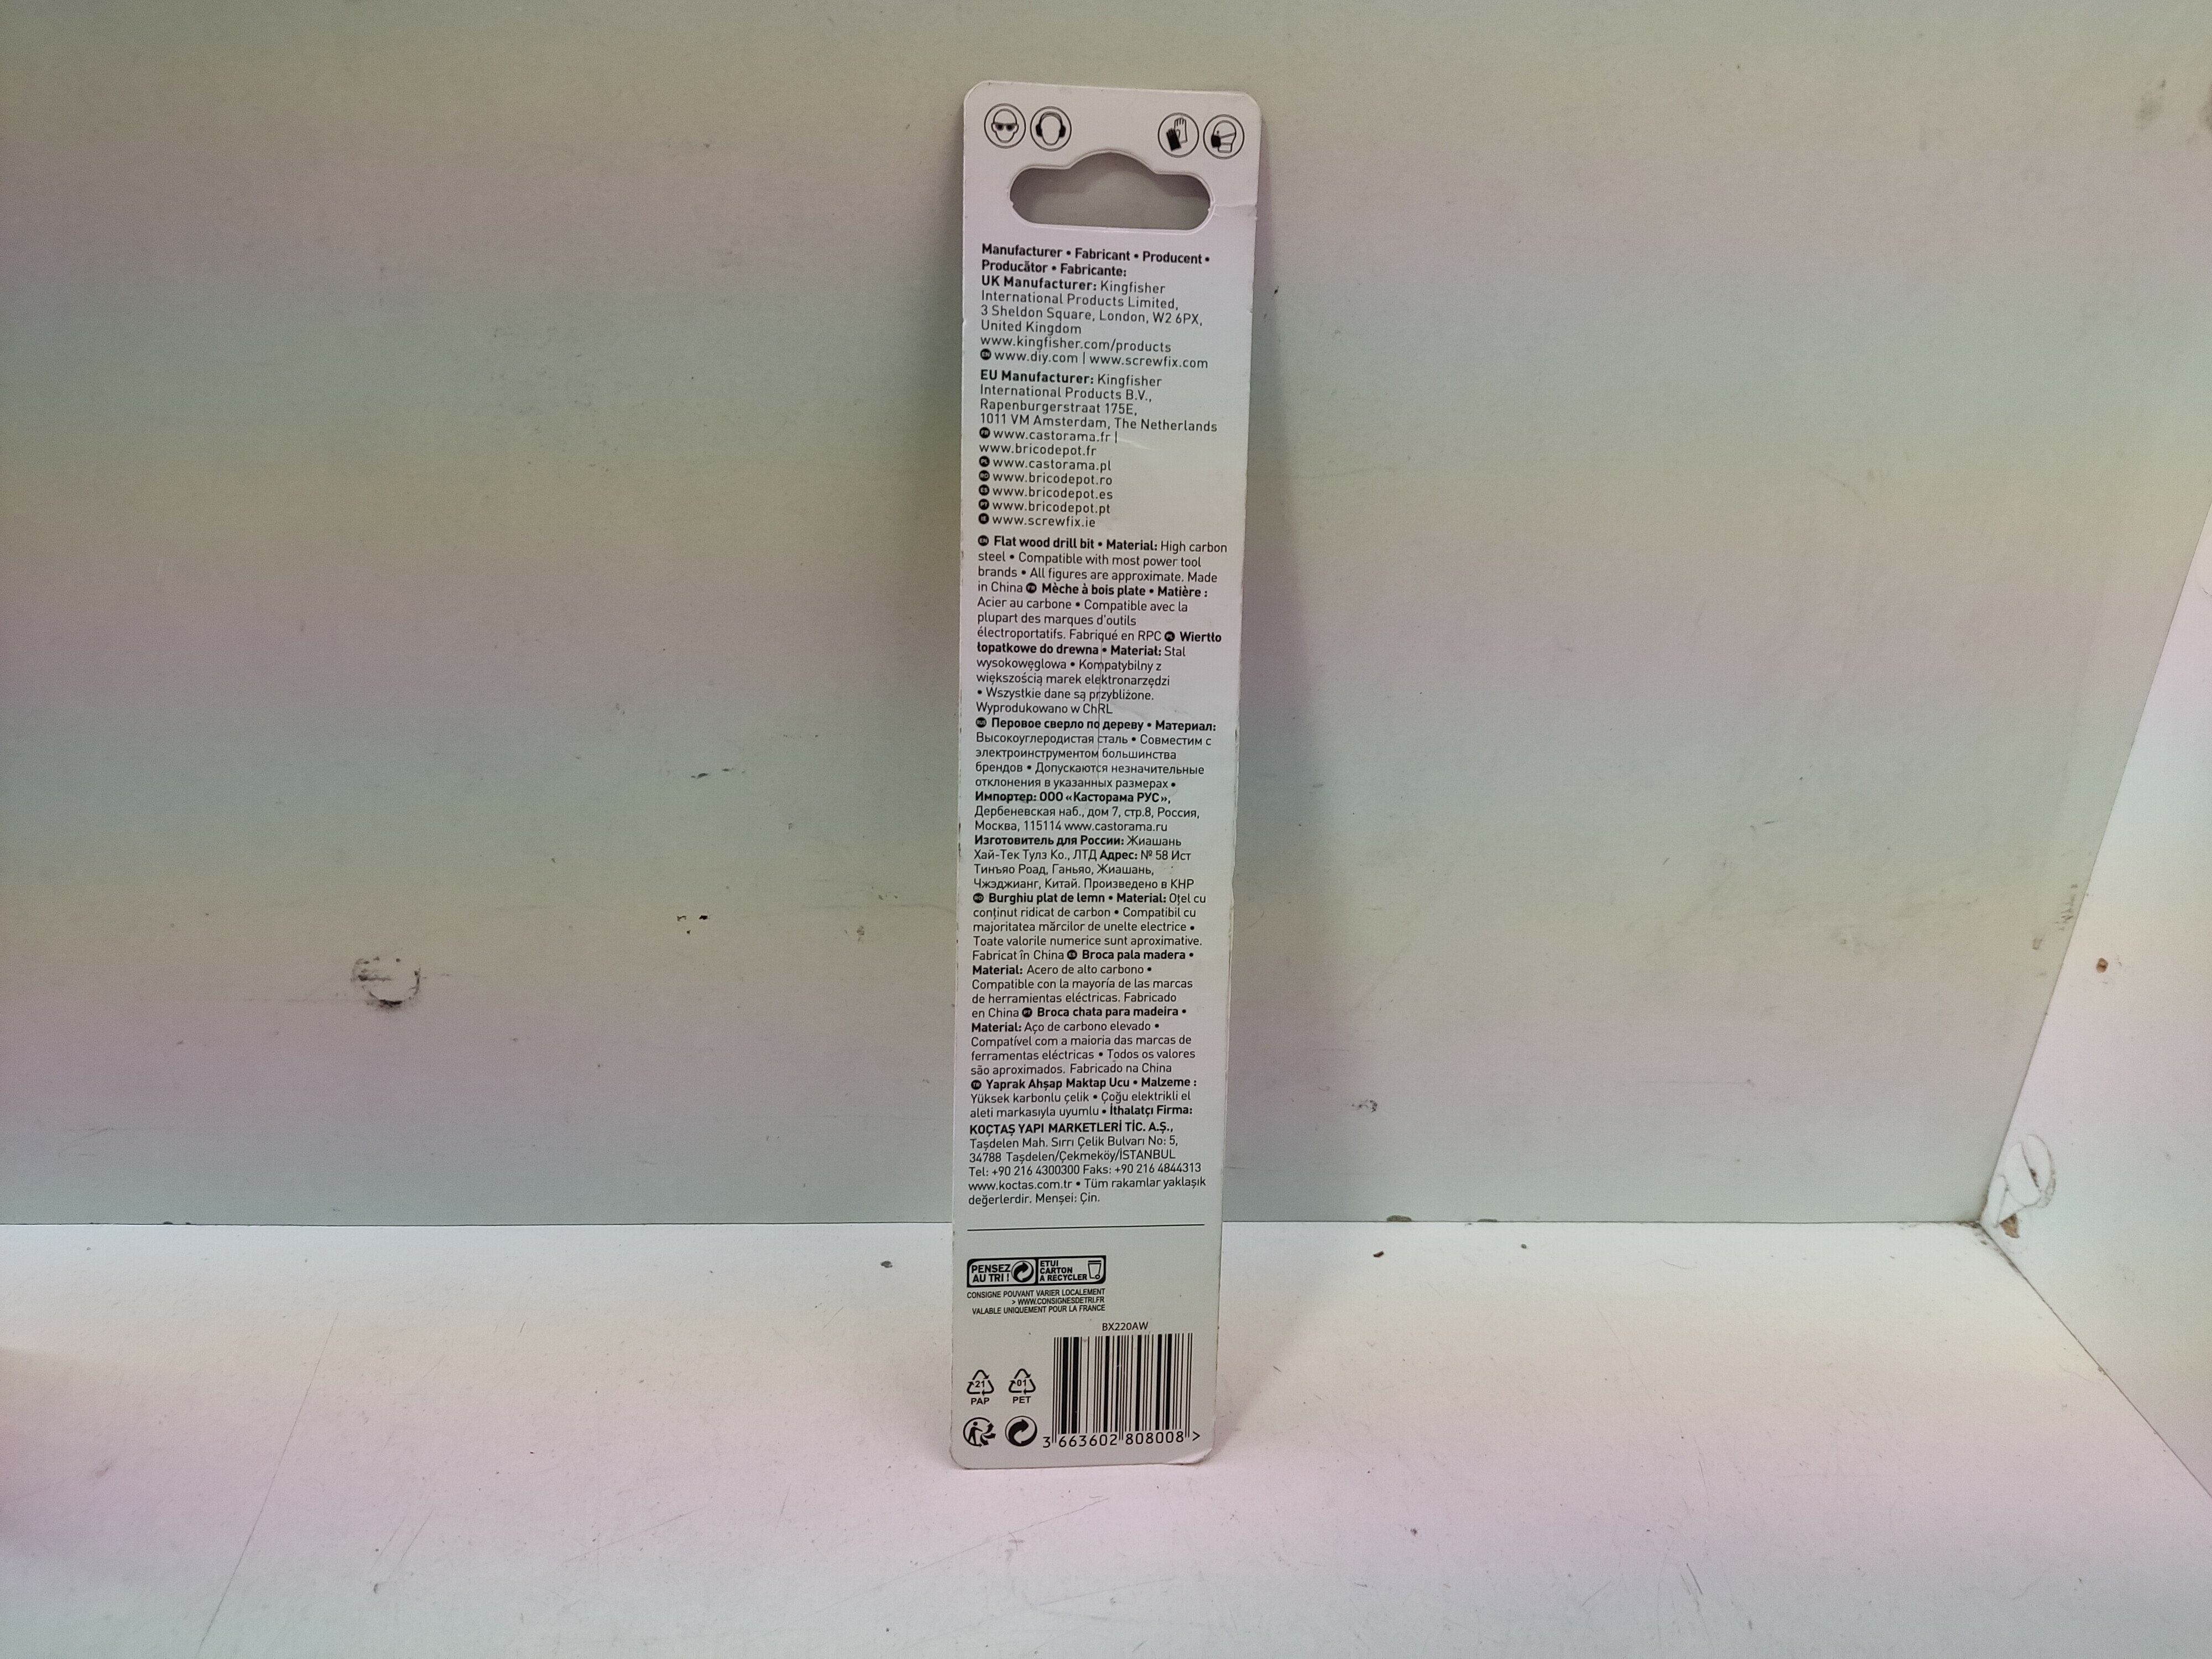 Manufacturer • Fabricant • Producent •
Producător • Fabricante:
UK Manufacturer: Kingfisher
International Products Limited,
3 Sheldon Square, London, W2 6PX,
United Kingdom
www.kingfisher.com/products
EN www.diy.com | www.screwfix.com
EU Manufacturer: Kingfisher
International Products B.V.,
Rapenburgerstraat 175E,
1011 VM Amsterdam, The Netherlands
FR www.castorama.fr |
www.bricodepot.fr
PL www.castorama.pl
RO www.bricodepot.ro
ES www.bricodepot.es
PT www.bricodepot.pt
IE www.screwfix.ie
EN Flat wood drill bit • Material: High carbon
steel • Compatible with most power tool
brands • All figures are approximate. Made
in China FR Mèche à bois plate • Matière :
Acier au carbone • Compatible avec la
plupart des marques d'outils
électroportatifs. Fabriqué en RPC PL Wiertło
łopatkowe do drewna • Materiał: Stal
wysokowęglowa • Kompatybilny z
większością marek elektronarzędzi
• Wszystkie dane są przybliżone.
Wyprodukowano w ChRL
RUS Перовое сверло по дереву • Материал:
Высокоуглеродистая сталь • Совместим с
электроинструментом большинства
брендов • Допускаются незначительные
отклонения в указанных размерах •
Импортер: ООО «Касторама РУС»,
Дербеневская наб., дом 7, стр.8, Россия,
Москва, 115114 www.castorama.ru
Изготовитель для России: Жиашань
Хай-Тек Тулз Ко., ЛТД Адрес: № 58 Ист
Тинъяо Роад, Ганьяо, Жиашань,
Чжэджианг, Китай. Произведено в КНР
RO Burghiu plat de lemn • Material: Oțel cu
conținut ridicat de carbon • Compatibil cu
majoritatea mărcilor de unelte electrice •
Toate valorile numerice sunt aproximative.
Fabricat în China ES Broca pala madera •
Material: Acero de alto carbono •
Compatible con la mayoría de las marcas
de herramientas eléctricas. Fabricado
en China PT Broca chata para madeira •
Material: Aço de carbono elevado •
Compatível com a maioria das marcas de
ferramentas eléctricas • Todos os valores
são aproximados. Fabricado na China
TR Yaprak Ahşap Maktap Ucu • Malzeme :
Yüksek karbonlu çelik • Çoğu elektrikli el
aleti markasıyla uyumlu • İthalatçı Firma:
KOÇTAŞ YAPI MARKETLERİ TİC. A.Ş.,
Taşdelen Mah. Sırrı Çelik Bulvarı No: 5,
34788 Taşdelen/Çekmeköy/İSTANBUL
Tel: +90 216 4300300 Faks: +90 216 4844313
www.koctas.com.tr • Tüm rakamlar yaklaşık
değerlerdir. Menşei: Çin.
PENSEZ AU TRI !
ETUI CARTON À RECYCLER
CONSIGNE POUVANT VARIER LOCALEMENT
> WWW.CONSIGNESDETRI.FR
VALABLE UNIQUEMENT POUR LA FRANCE
BX220AW
21 01
PAP PET
3 663602 808008 >